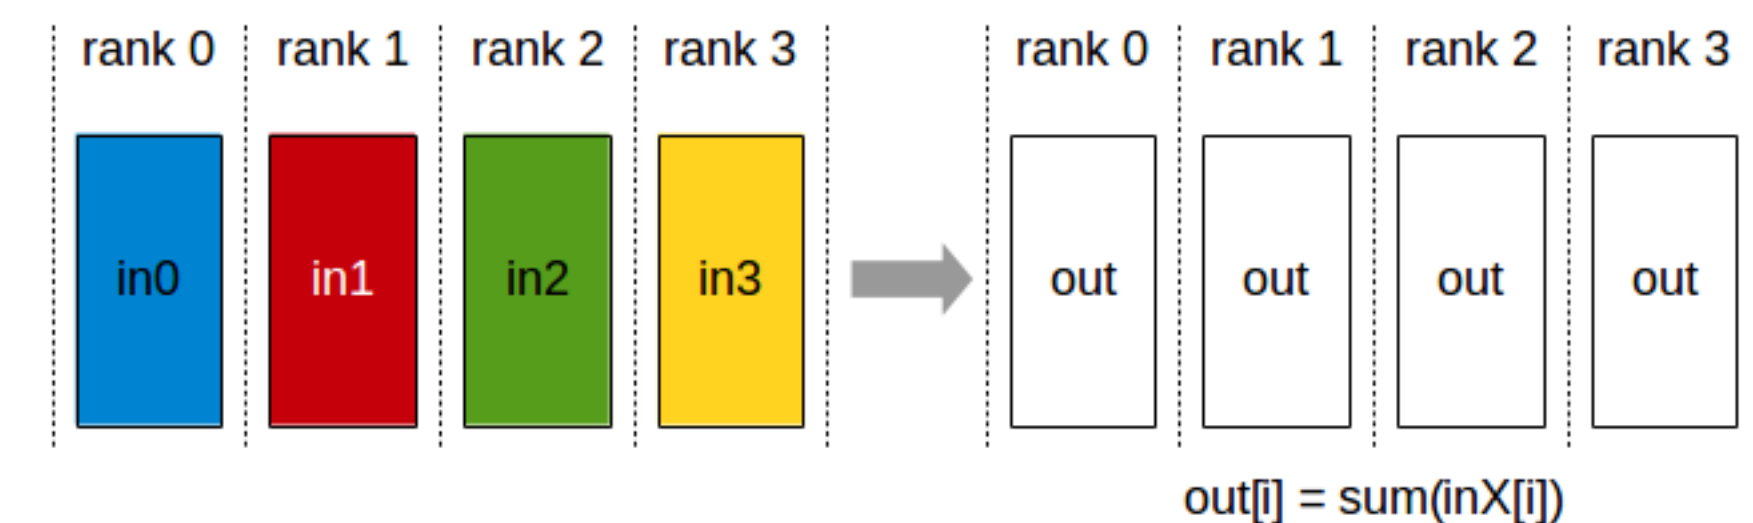 rank 0 rank 1 rank 2 rank 3 rank 0 rank 1 rank 2 rank 3
in0 in1 in2 in3 out out out out
out[i] = sum(inX[i])